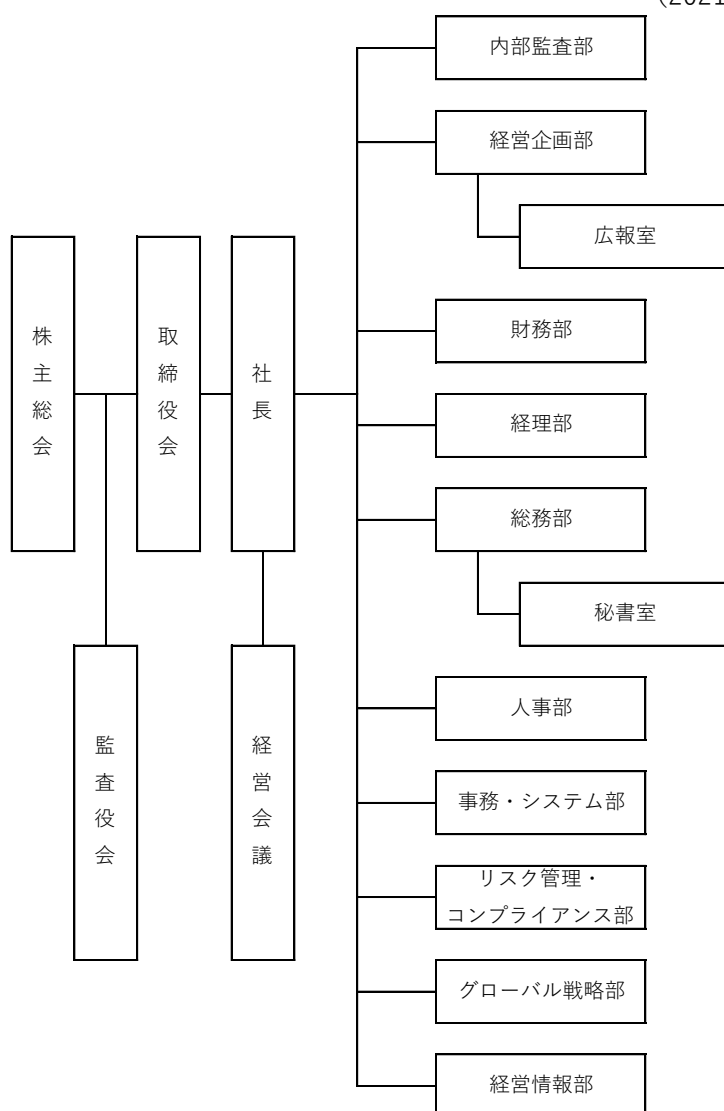 (2021
内部監査部
経営企画部
広報室
株主総会
取締役会
社長
財務部
経理部
総務部
秘書室
監査役会
経営会議
人事部
事務・システム部
リスク管理・
コンプライアンス部
グローバル戦略部
経営情報部